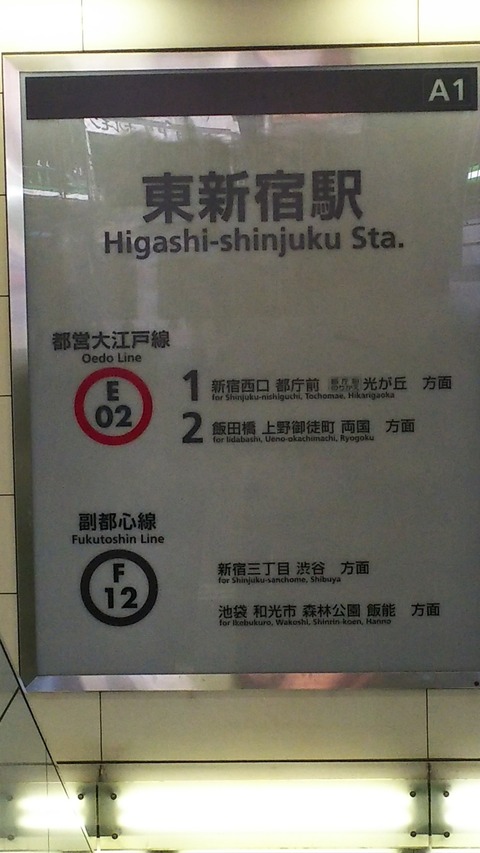 A1
東新宿駅
Higashi-shinjuku Sta.
都営大江戸線
Oedo Line
E
02
1 新宿西口 都庁前 光が丘 方面
for Shinjuku-nishiguchi, Tochomae, Hikarigaoka
2 飯田橋 上野御徒町 両国 方面
for Iidabashi, Ueno-okachimachi, Ryogoku
副都心線
Fukutoshin Line
F
12
新宿三丁目 渋谷 方面
for Shinjuku-sanchome, Shibuya
池袋 和光市 森林公園 飯能 方面
for Ikebukuro, Wakoshi, Shinrin-koen, Hanno